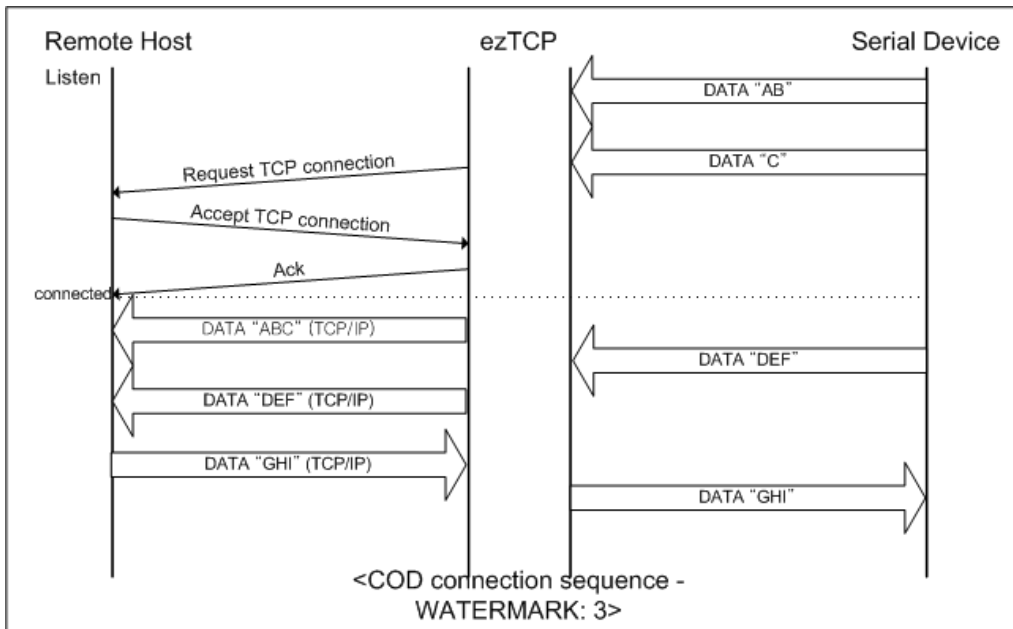 Remote Host
ezTCP
Serial Device
Listen
DATA “AB”
DATA “C”
Request TCP connection
Accept TCP connection
Ack
connected
DATA “ABC” (TCP/IP)
DATA “DEF”
DATA “DEF” (TCP/IP)
DATA “GHI” (TCP/IP)
DATA “GHI”
<COD connection sequence -
WATERMARK: 3>